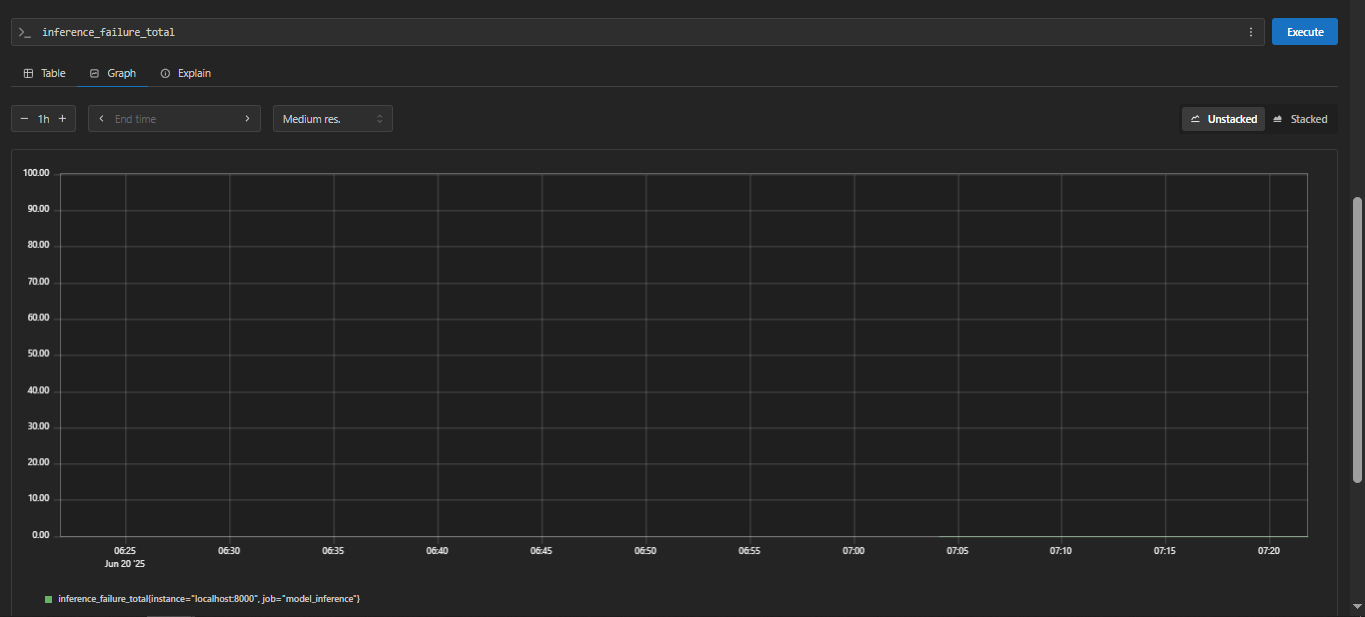 inference_failure_total
Execute
Table Graph Explain
1h End time Medium res. Unstacked Stacked
100.00
90.00
80.00
70.00
60.00
50.00
40.00
30.00
20.00
10.00
0.00
06:25 06:30 06:35 06:40 06:45 06:50 06:55 07:00 07:05 07:10 07:15 07:20
Jun 20 '25
inference_failure_total{instance="localhost:8000", job="model_inference"}